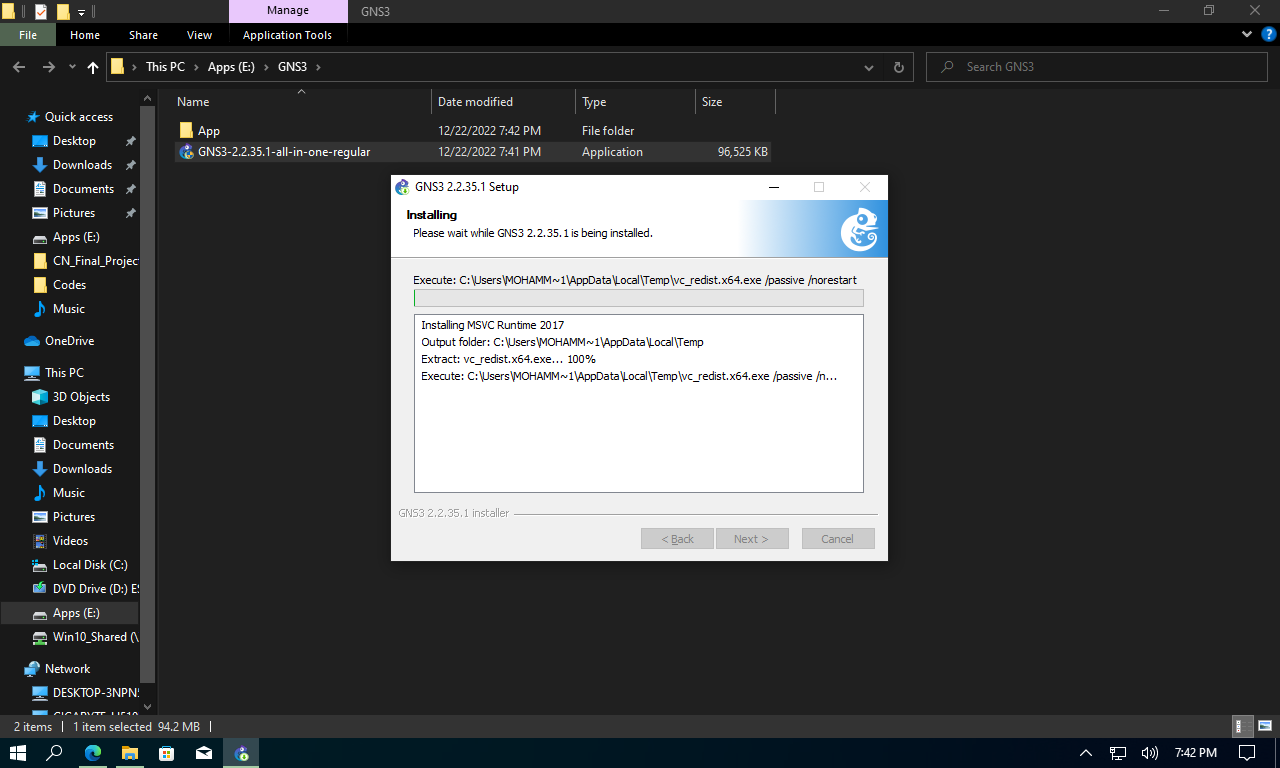 Manage
GNS3
File
Home
Share
View
Application Tools
This PC
Apps (E:)
GNS3
Search GNS3
Name
Date modified
Type
Size
App
12/22/2022 7:42 PM
File folder
GNS3-2.2.35.1-all-in-one-regular
12/22/2022 7:41 PM
Application
96,525 KB
Quick access
Desktop
Downloads
Documents
Pictures
Apps (E:)
CN_Final_Projec
Codes
Music
OneDrive
This PC
3D Objects
Desktop
Documents
Downloads
Music
Pictures
Videos
Local Disk (C:)
DVD Drive (D:) ES
Apps (E:)
Win10_Shared (\
Network
DESKTOP-3NPN5
GNS3 2.2.35.1 Setup
Installing
Please wait while GNS3 2.2.35.1 is being installed.
Execute: C:\Users\MOHAMM~1\AppData\Local\Temp\vc_redist.x64.exe /passive /norestart
Installing MSVC Runtime 2017
Output folder: C:\Users\MOHAMM~1\AppData\Local\Temp
Extract: vc_redist.x64.exe... 100%
Execute: C:\Users\MOHAMM~1\AppData\Local\Temp\vc_redist.x64.exe /passive /n...
GNS3 2.2.35.1 installer
< Back
Next >
Cancel
2 items
1 item selected 94.2 MB
7:42 PM